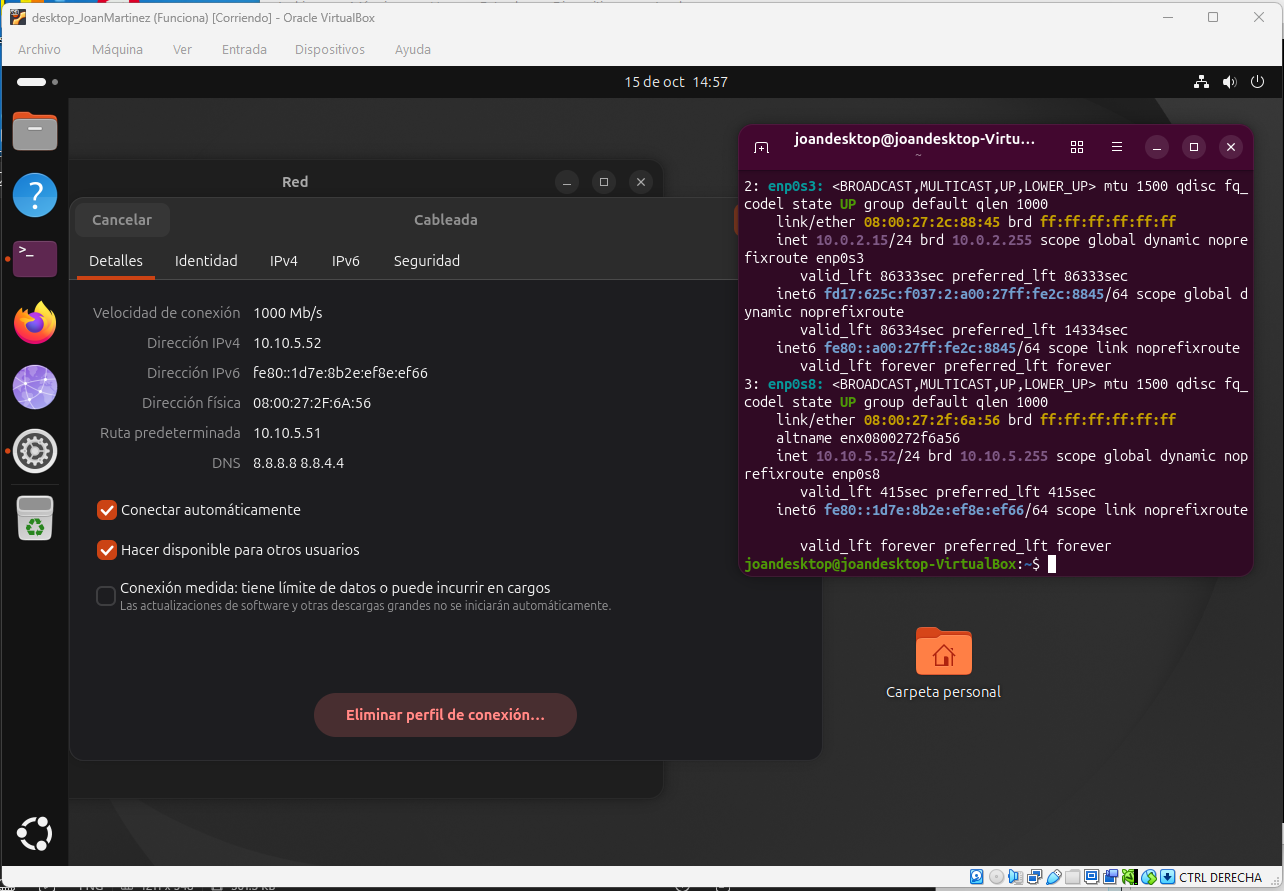 desktop_JoanMartinez (Funciona) [Corriendo] - Oracle VirtualBox
Archivo Máquina Ver Entrada Dispositivos Ayuda
15 de oct 14:57
Red
Cancelar Cableada
Detalles Identidad IPv4 IPv6 Seguridad
Velocidad de conexión 1000 Mb/s
Dirección IPv4 10.10.5.52
Dirección IPv6 fe80::1d7e:8b2e:ef8e:ef66
Dirección física 08:00:27:2F:6A:56
Ruta predeterminada 10.10.5.51
DNS 8.8.8.8 8.8.4.4
Conectar automáticamente
Hacer disponible para otros usuarios
Conexión medida: tiene límite de datos o puede incurrir en cargos
Las actualizaciones de software y otras descargas grandes no se iniciarán automáticamente.
Eliminar perfil de conexión…
joandesktop@joandesktop-Virtu…
~
2: enp0s3: <BROADCAST,MULTICAST,UP,LOWER_UP> mtu 1500 qdisc fq_
codel state UP group default qlen 1000
link/ether 08:00:27:2c:88:45 brd ff:ff:ff:ff:ff:ff
inet 10.0.2.15/24 brd 10.0.2.255 scope global dynamic nopre
fixroute enp0s3
valid_lft 86333sec preferred_lft 86333sec
inet6 fd17:625c:f037:2:a00:27ff:fe2c:8845/64 scope global d
ynamic noprefixroute
valid_lft 86334sec preferred_lft 14334sec
inet6 fe80::a00:27ff:fe2c:8845/64 scope link noprefixroute
valid_lft forever preferred_lft forever
3: enp0s8: <BROADCAST,MULTICAST,UP,LOWER_UP> mtu 1500 qdisc fq_
codel state UP group default qlen 1000
link/ether 08:00:27:2f:6a:56 brd ff:ff:ff:ff:ff:ff
altname enx0800272f6a56
inet 10.10.5.52/24 brd 10.10.5.255 scope global dynamic nop
refixroute enp0s8
valid_lft 415sec preferred_lft 415sec
inet6 fe80::1d7e:8b2e:ef8e:ef66/64 scope link noprefixroute
valid_lft forever preferred_lft forever
joandesktop@joandesktop-VirtualBox:~$
Carpeta personal
CTRL DERECHA